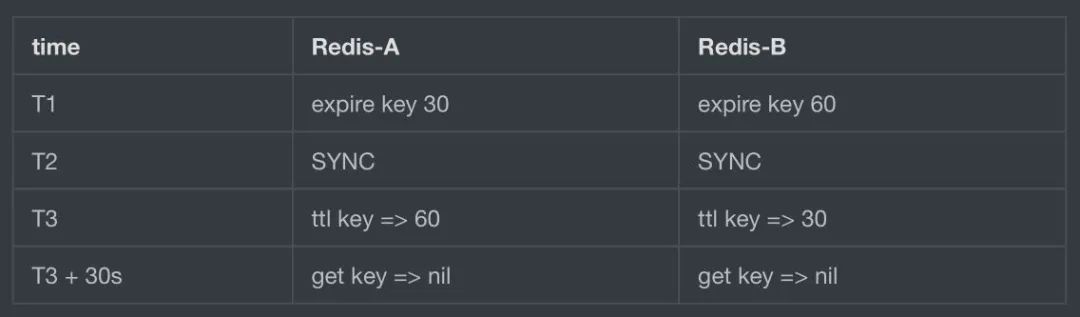 time Redis-A Redis-B
T1 expire key 30 expire key 60
T2 SYNC SYNC
T3 ttl key => 60 ttl key => 30
T3 + 30s get key => nil get key => nil